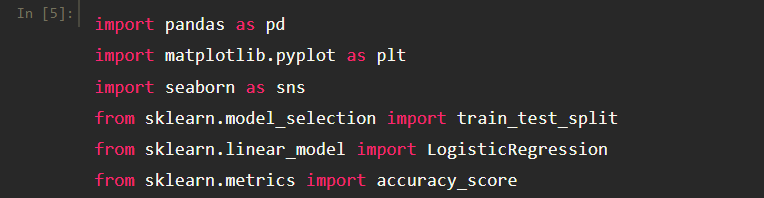 In [5]:
import pandas as pd
import matplotlib.pyplot as plt
import seaborn as sns
from sklearn.model_selection import train_test_split
from sklearn.linear_model import LogisticRegression
from sklearn.metrics import accuracy_score